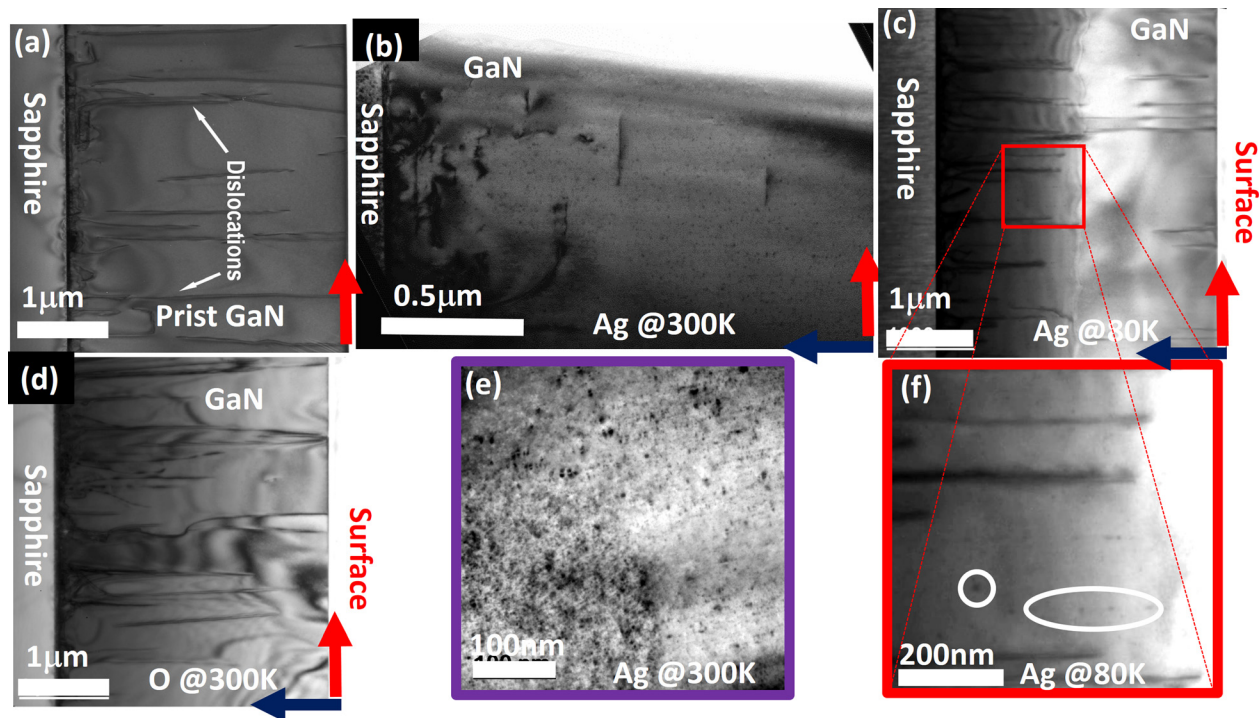 (a)
Sapphire
Dislocations
1μm
Prist GaN
(b)
GaN
Sapphire
0.5μm
Ag @300K
(c)
GaN
Sapphire
Surface
1μm
Ag @80K
(d)
GaN
Sapphire
Surface
1μm
O @300K
(e)
100nm
Ag @300K
(f)
200nm
Ag @80K